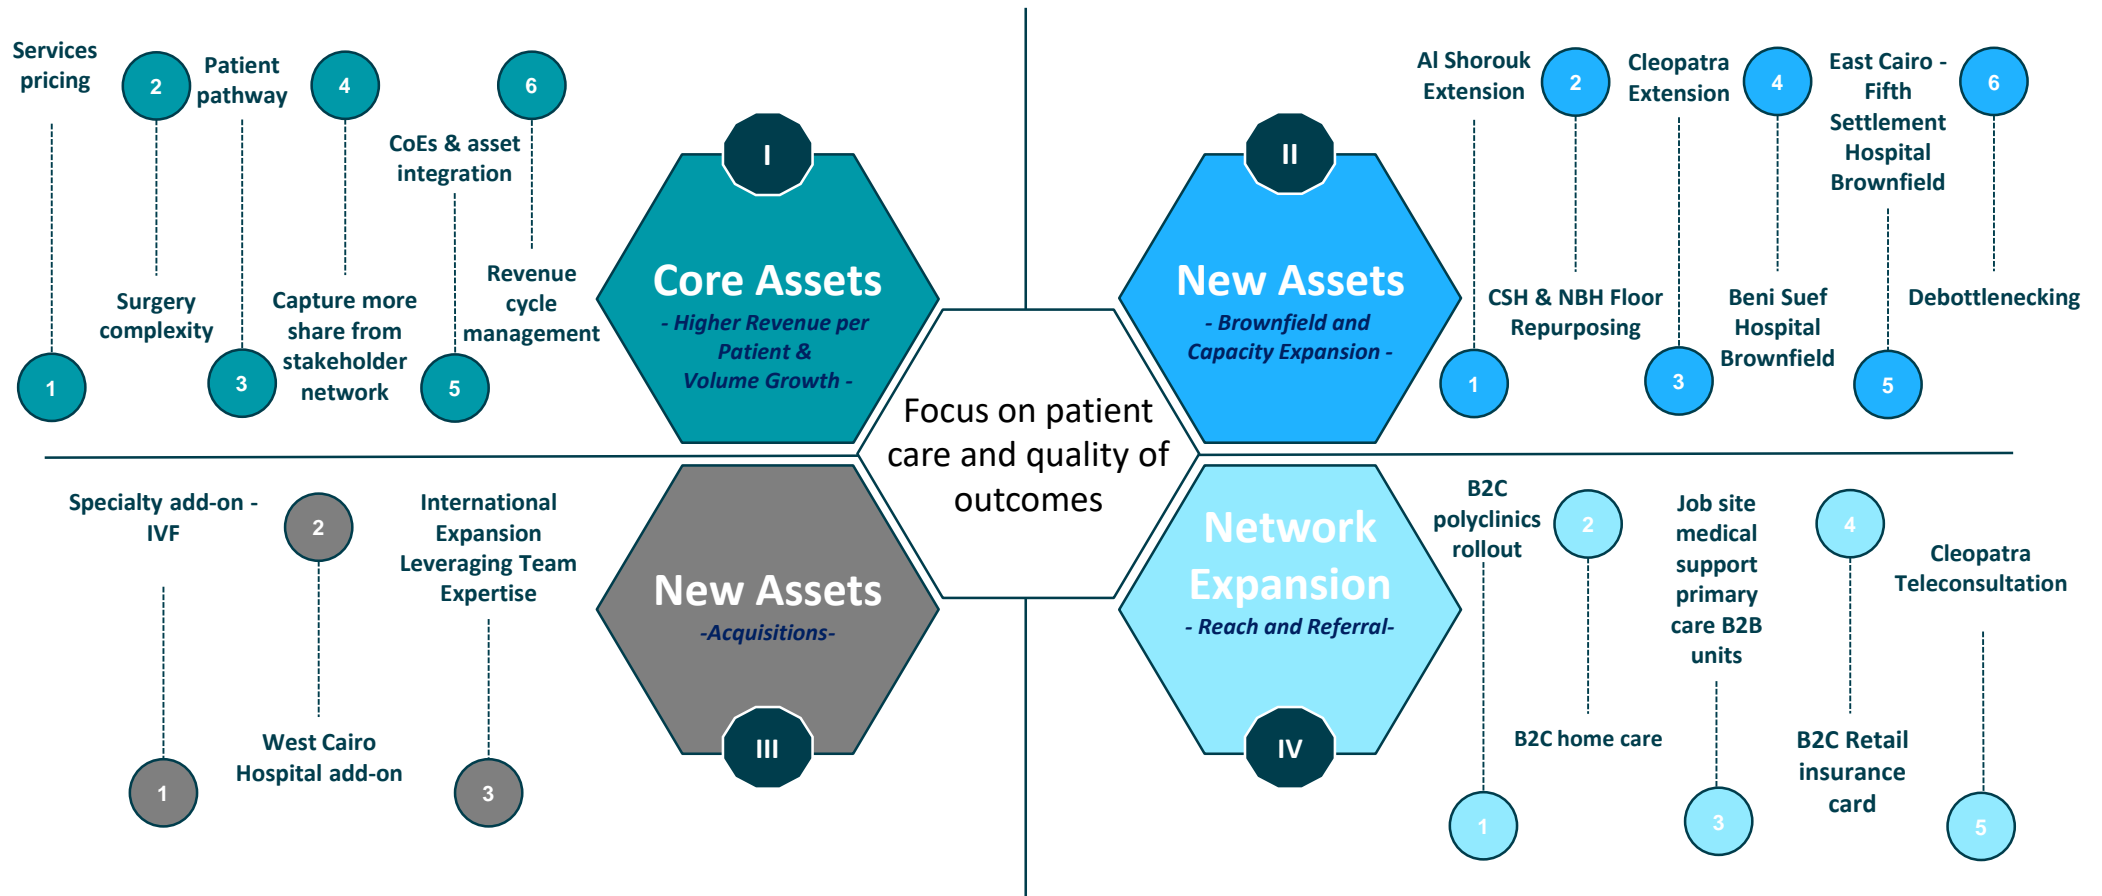 Services
pricing
1
2
Surgery
complexity
Patient
pathway
3
4
Capture more
share from
stakeholder
network
CoEs & asset
integration
5
6
Revenue
cycle
management
I
Core Assets
- Higher Revenue per
Patient &
Volume Growth -
II
New Assets
- Brownfield and
Capacity Expansion -
Al Shorouk
Extension
1
2
CSH & NBH Floor
Repurposing
Cleopatra
Extension
3
4
Beni Suef
Hospital
Brownfield
East Cairo -
Fifth
Settlement
Hospital
Brownfield
5
6
Debottlenecking
Focus on patient
care and quality of
outcomes
Specialty add-on -
IVF
1
2
West Cairo
Hospital add-on
International
Expansion
Leveraging Team
Expertise
3
New Assets
-Acquisitions-
III
Network
Expansion
- Reach and Referral-
IV
B2C
polyclinics
rollout
1
2
B2C home care
Job site
medical
support
primary
care B2B
units
3
4
B2C Retail
insurance
card
Cleopatra
Teleconsultation
5